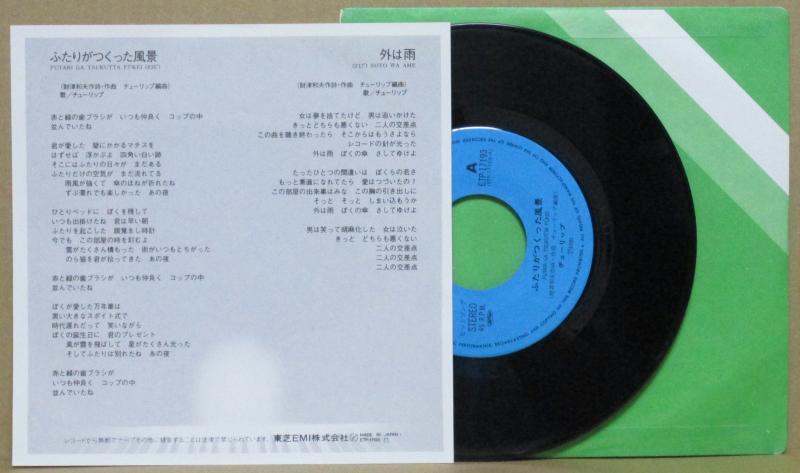 ふたりがつくった風景
FUTARI GA TSUKUTTA FŪKEI (4'32")
(財津和夫作詩・作曲　チューリップ編曲)
歌／チューリップ
赤と緑の歯ブラシが　いつも仲良く　コップの中
並んでいたね
君が愛した　壁にかかるマチスを
はずせば　浮かぶよ　四角い白い跡
そこにはふたりの日々が　まだある
ふたりだけの空気が　まだ流れてる
雨風が強くて　傘のほねが折れたね
ずぶ濡れでも楽しかった　あの夜
ひとりベッドに　ぼくを残して
いつも出掛けたね　君は早い朝
ふたりを起こした　目覚まし時計
今でも　この部屋の時を刻むよ
雪がたくさん積もった　街がいつもとちがった
のら猫を君が拾ってきた　あの夜
赤と緑の歯ブラシが　いつも仲良く　コップの中
並んでいたね
ぼくが愛した万年筆は
黒い大きなスポイト式で
時代遅れだって　笑いながら
ぼくの誕生日に　君のプレゼント
風が雲を飛ばして　星がたくさん光った
そしてふたりは別れたね　あの夜
赤と緑の歯ブラシが
いつも仲良く　コップの中
並んでいたね
外は雨
SOTO WA AME
(財津和夫作詩・作曲　チューリップ編曲)
歌／チューリップ
女は夢を捨てたけど　男は追いかけた
きっとどちらも悪くない　二人の交差点
この曲を聴き終わったら　そこからはもうさよなら
レコードの針が光った
外は雨　ぼくの傘　さしてゆけよ
たったひとつの間違いは　ぼくらの若さ
もっと悪道になれてたら　愛はつづいたの？
この部屋の出来事はみな　この胸の引き出しに
そっと　そっと　しまい込もうか
外は雨　ぼくの傘　さしてゆけよ
男は笑って胡麻化した　女は泣いた
きっと　どちらも悪くない
二人の交差点
二人の交差点
二人の交差点
東芝EMI株式会社
MADE IN JAPAN
A
ETP-17193
ふたりがつくった風景
チューリップ
STEREO
45 R.P.M.